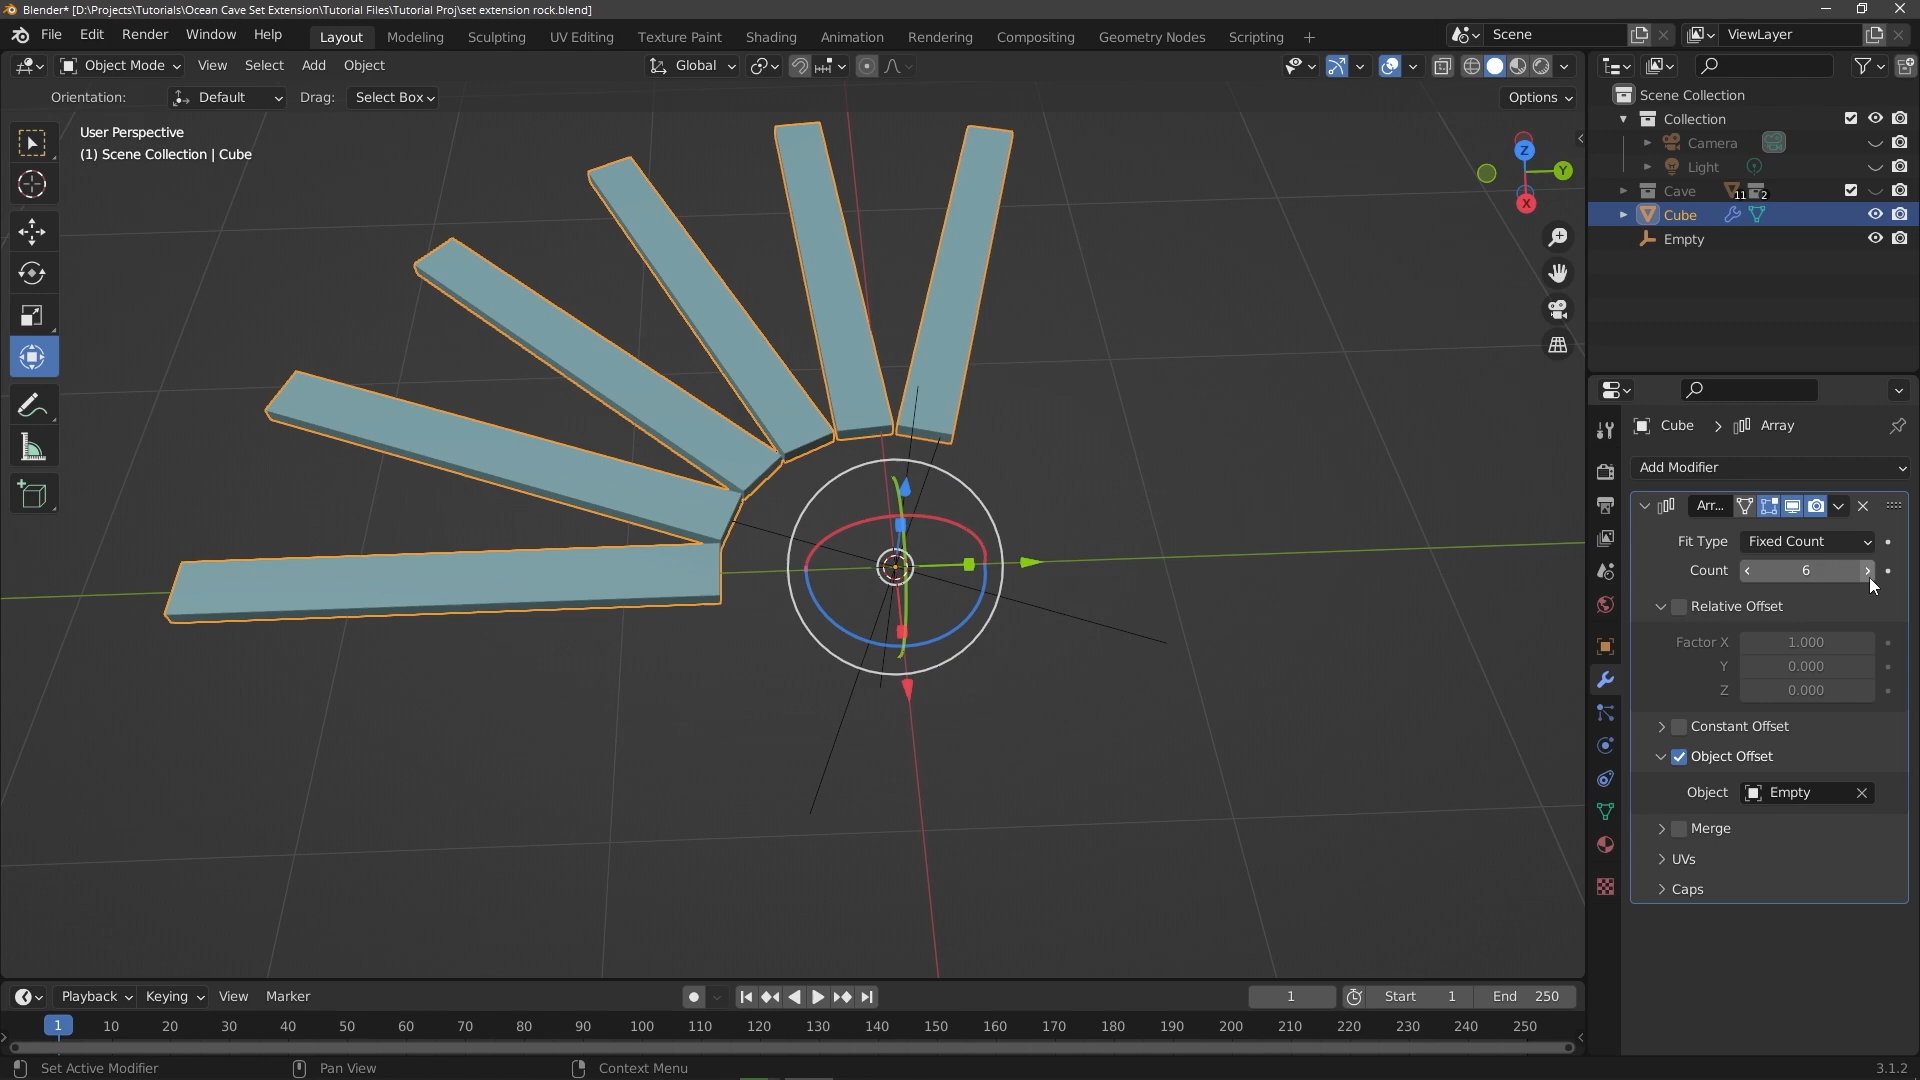 Blender* [D:\Projects\Tutorials\Ocean Cave Set Extension\Tutorial Files\Tutorial Proj\set extension rock.blend]
File Edit Render Window Help
Layout Modeling Sculpting UV Editing Texture Paint Shading Animation Rendering Compositing Geometry Nodes Scripting +
Scene ViewLayer
Object Mode View Select Add Object Global
Orientation: Default Drag: Select Box Options
User Perspective
(1) Scene Collection | Cube
Z
Y
X
Scene Collection
Collection
Camera
Light
Cave 11 2
Cube
Empty
Cube > Array
Add Modifier
Arr...
Fit Type Fixed Count
Count 6
Relative Offset
Factor X 1.000
Y 0.000
Z 0.000
Constant Offset
Object Offset
Object Empty
Merge
UVs
Caps
Playback Keying View Marker 1 Start 1 End 250
1 10 20 30 40 50 60 70 80 90 100 110 120 130 140 150 160 170 180 190 200 210 220 230 240 250
Set Active Modifier Pan View Context Menu 3.1.2